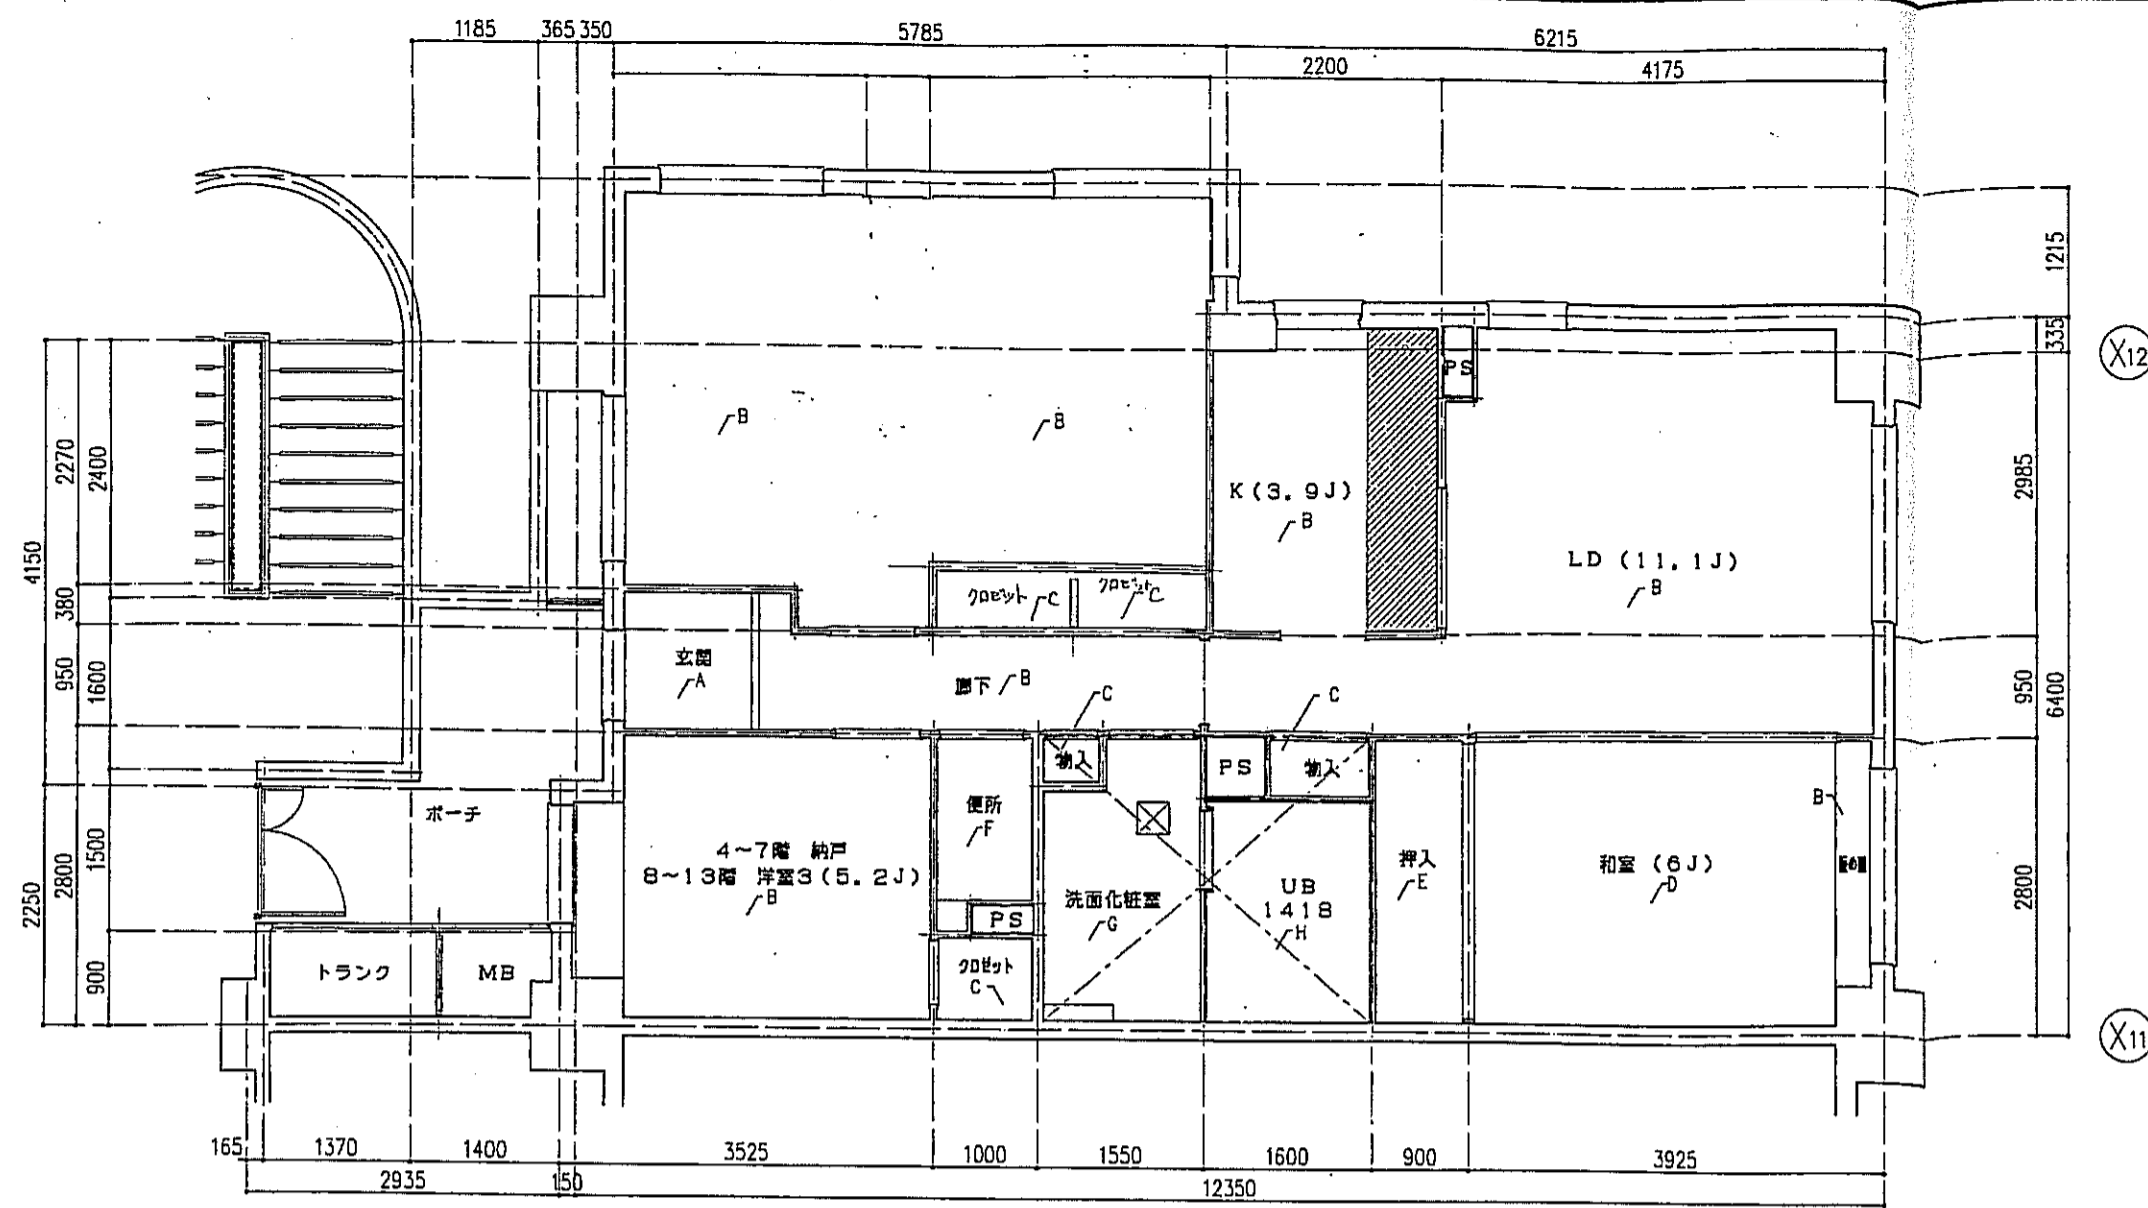 1185 365 350 5785 6215
2200 4175
1215
335
X12
2270
2400
4150
2985
B
B
K(3.9J)
B
PS
LD (11.1J)
B
クロゼット C
クロゼット C
380
950
1600
玄関
A
廊下 B
C
C
950
6400
物入
PS
物入
ポーチ
便所
F
B
4~7階 納戸
8~13階 洋室3(5.2J)
B
押入
E
和室 (6J)
D
2250
2800
1500
2800
洗面化粧室
G
UB
1418
H
PS
900
トランク
MB
クロゼット
C
X11
165 1370 1400 3525 1000 1550 1600 900 3925
2935 150 12350